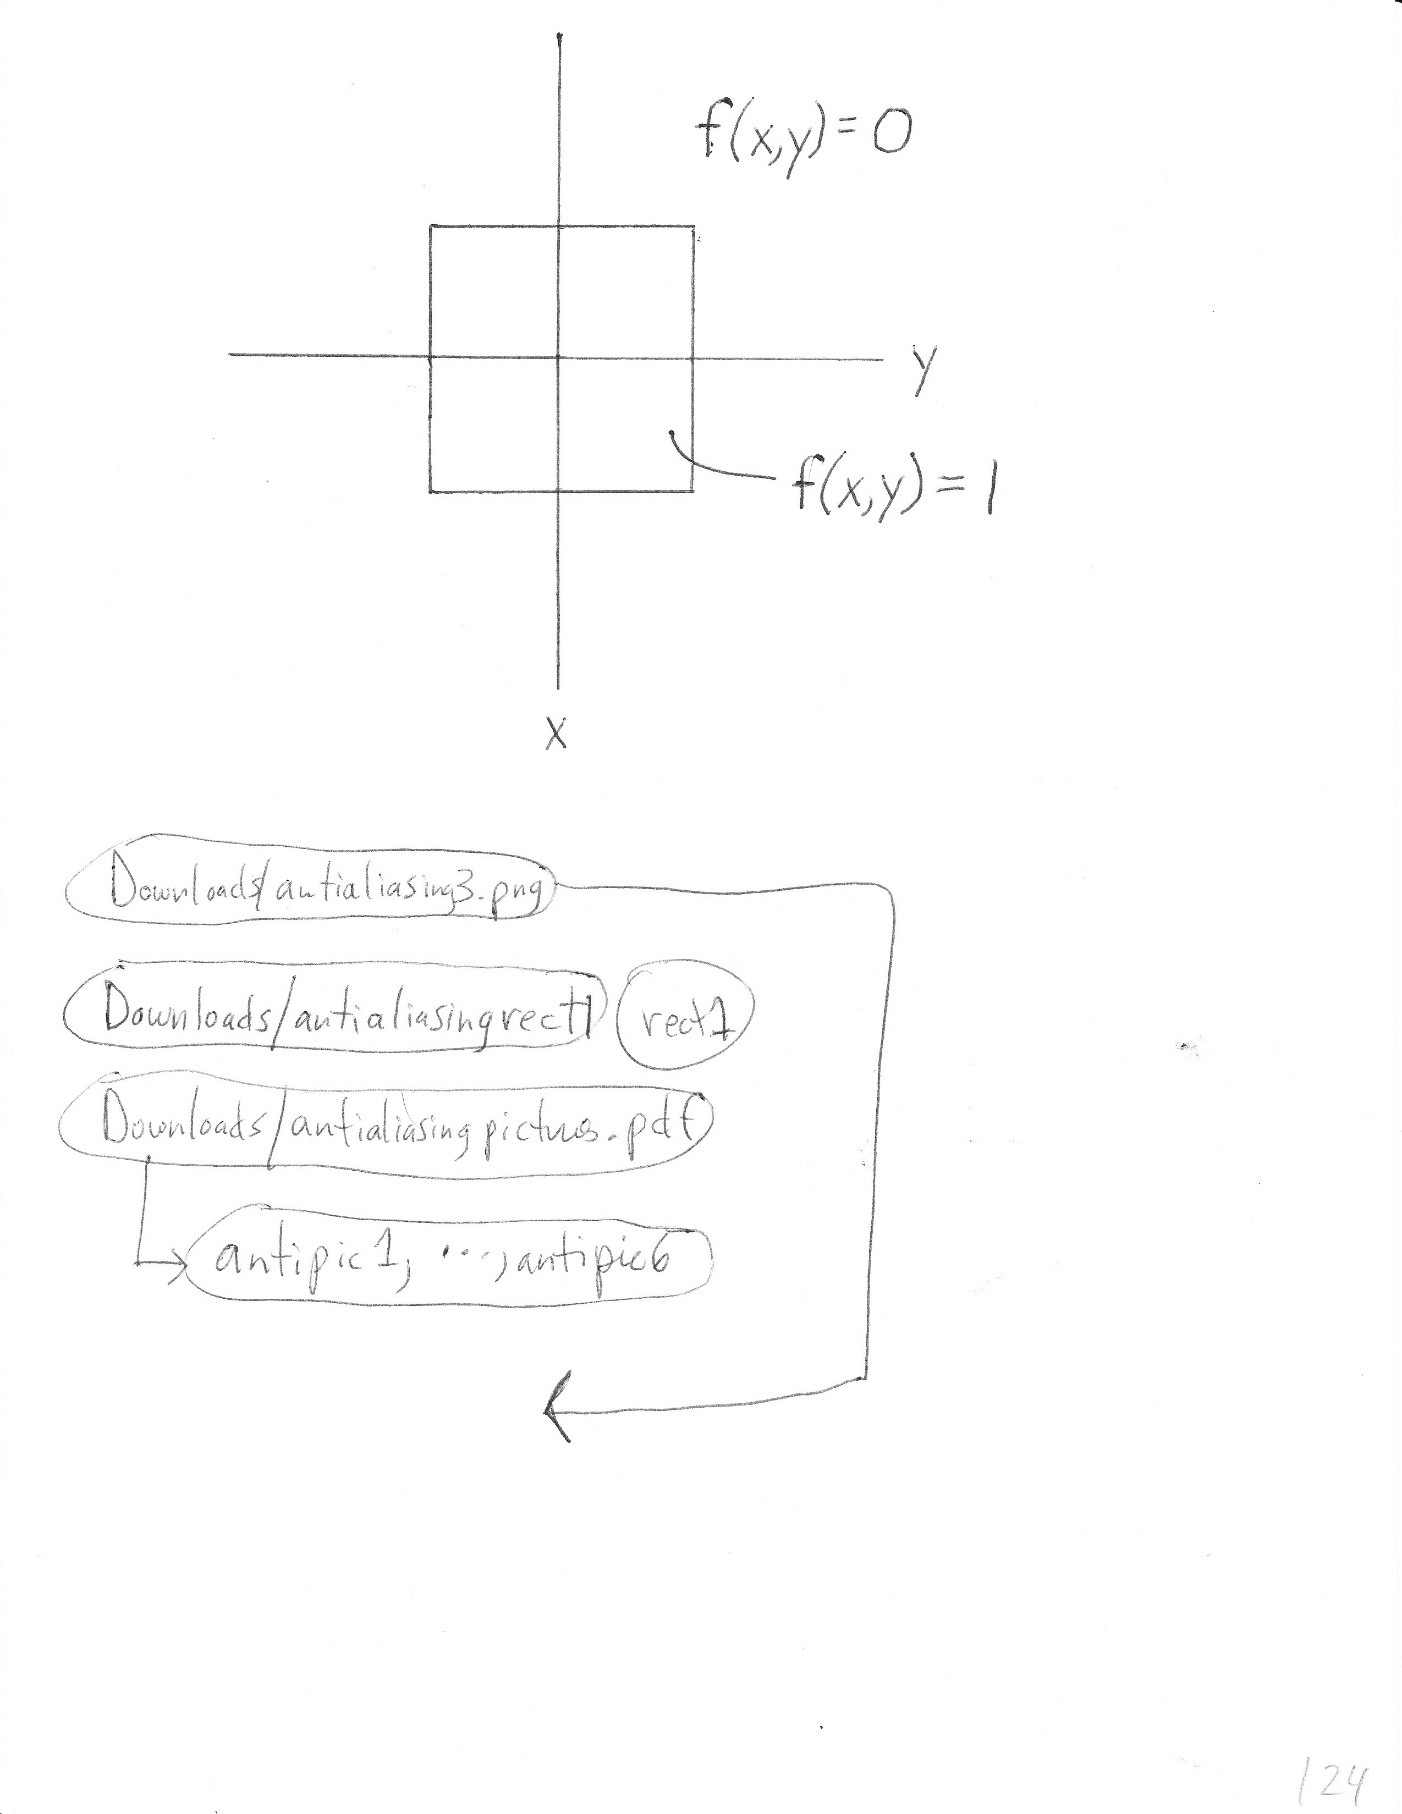 f(x,y)=0
y
f(x,y)=1
x
Downloads/antialiasing3.png
Downloads/antialiasingrect1 rect1
Downloads/antialiasingpictures.pdf
antipic1, ..., antipic6
124